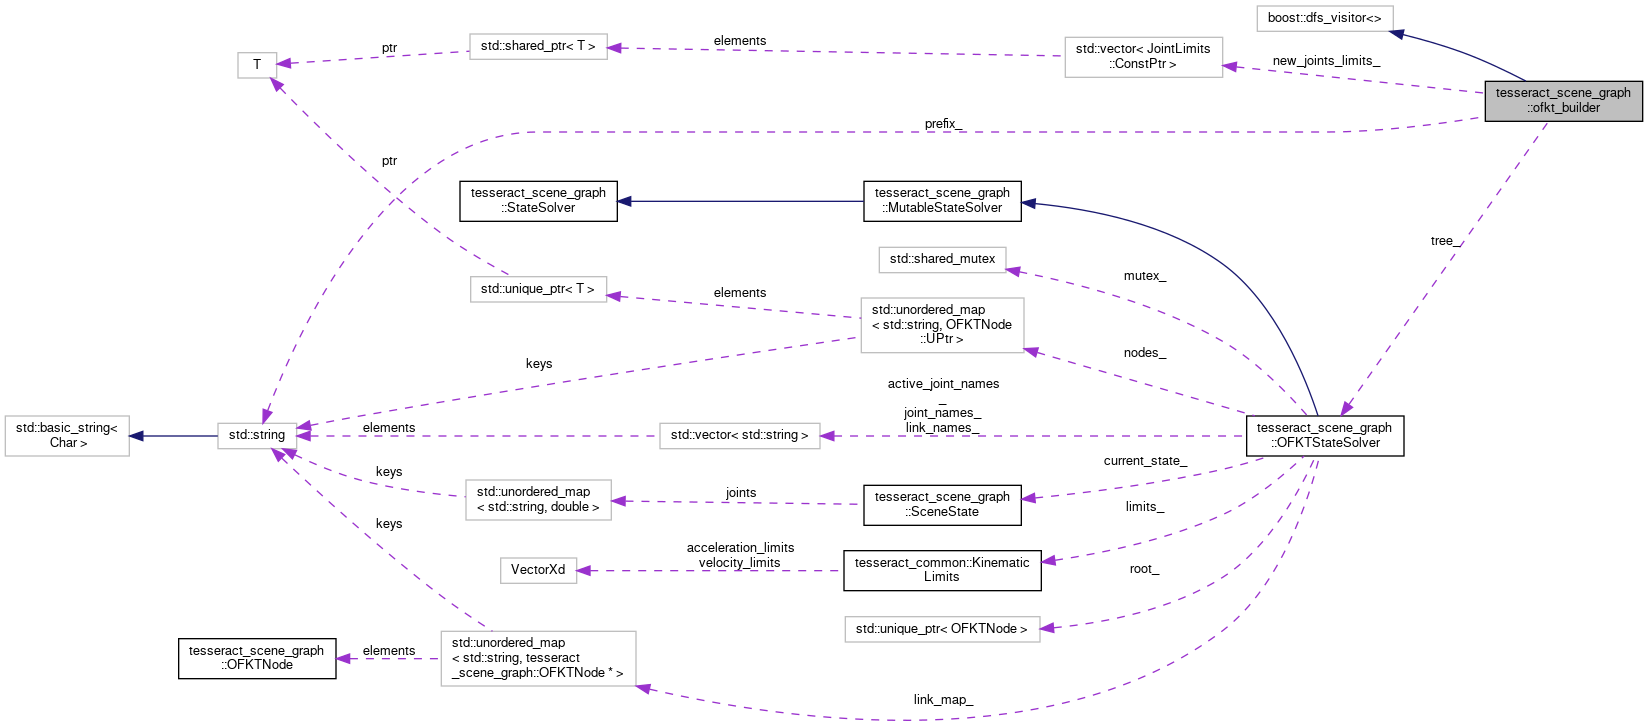 boost::dfs_visitor<>
ptr
std::shared_ptr< T >
elements
std::vector< JointLimits
::ConstPtr >
T
new_joints_limits_
tesseract_scene_graph
::ofkt_builder
prefix_
ptr
tesseract_scene_graph
::StateSolver
tesseract_scene_graph
::MutableStateSolver
tree_
std::shared_mutex
mutex_
std::unique_ptr< T >
elements
std::unordered_map
< std::string, OFKTNode
::UPtr >
nodes_
keys
active_joint_names
_
joint_names_
link_names_
std::basic_string<
Char >
std::string
elements
std::vector< std::string >
tesseract_scene_graph
::OFKTStateSolver
keys
current_state_
std::unordered_map
< std::string, double >
joints
tesseract_scene_graph
::SceneState
limits_
keys
acceleration_limits
velocity_limits
VectorXd
tesseract_common::Kinematic
Limits
root_
std::unique_ptr< OFKTNode >
tesseract_scene_graph
::OFKTNode
elements
std::unordered_map
< std::string, tesseract
_scene_graph::OFKTNode * >
link_map_